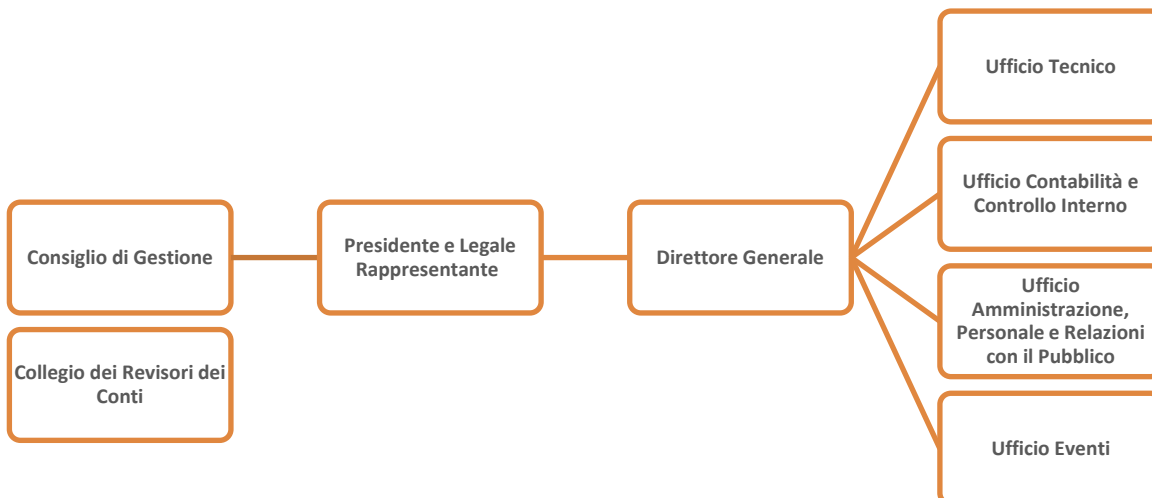 Consiglio di Gestione
Collegio dei Revisori dei
Conti
Presidente e Legale
Rappresentante
Direttore Generale
Ufficio Tecnico
Ufficio Contabilità e
Controllo Interno
Ufficio
Amministrazione,
Personale e Relazioni
con il Pubblico
Ufficio Eventi